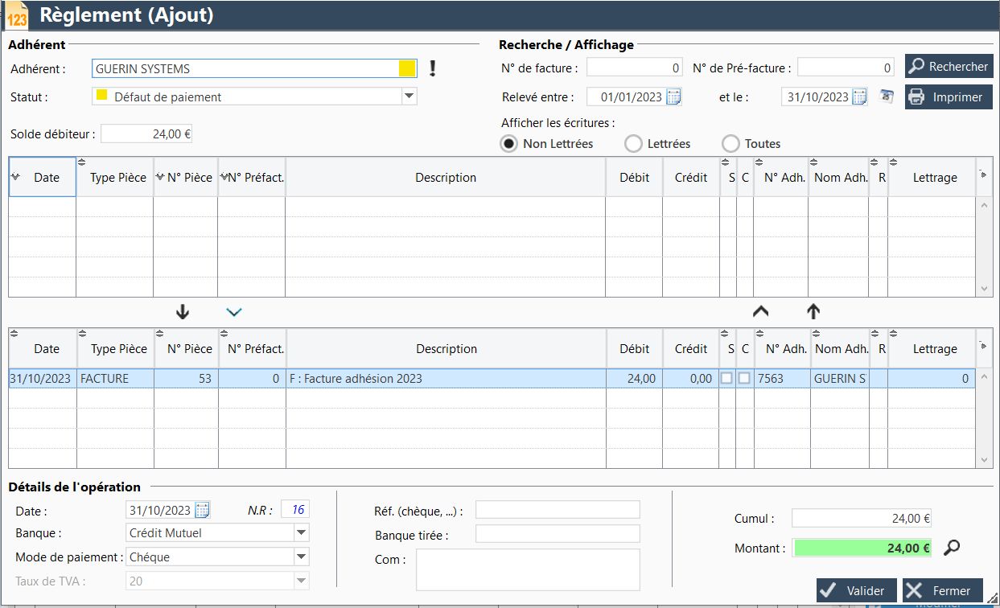 123 Règlement (Ajout)
Adhérent
Adhérent : GUERIN SYSTEMS !
Statut : Défaut de paiement
Solde débiteur : 24,00 €
Recherche / Affichage
N° de facture : 0 N° de Pré-facture : 0 Rechercher
Relevé entre : 01/01/2023 et le : 31/10/2023 Imprimer
Afficher les écritures :
Non Lettrées Lettrées Toutes
Date Type Pièce N° Pièce N° Préfact. Description Débit Crédit S C N° Adh. Nom Adh. R Lettrage
Date Type Pièce N° Pièce N° Préfact. Description Débit Crédit S C N° Adh. Nom Adh. R Lettrage
31/10/2023 FACTURE 53 0 F : Facture adhésion 2023 24,00 0,00 7563 GUERIN S 0
Détails de l'opération
Date : 31/10/2023 N.R : 16
Banque : Crédit Mutuel
Mode de paiement : Chéque
Taux de TVA : 20
Réf. (chèque, ...) :
Banque tirée :
Com :
Cumul : 24,00 €
Montant : 24,00 €
Valider Fermer